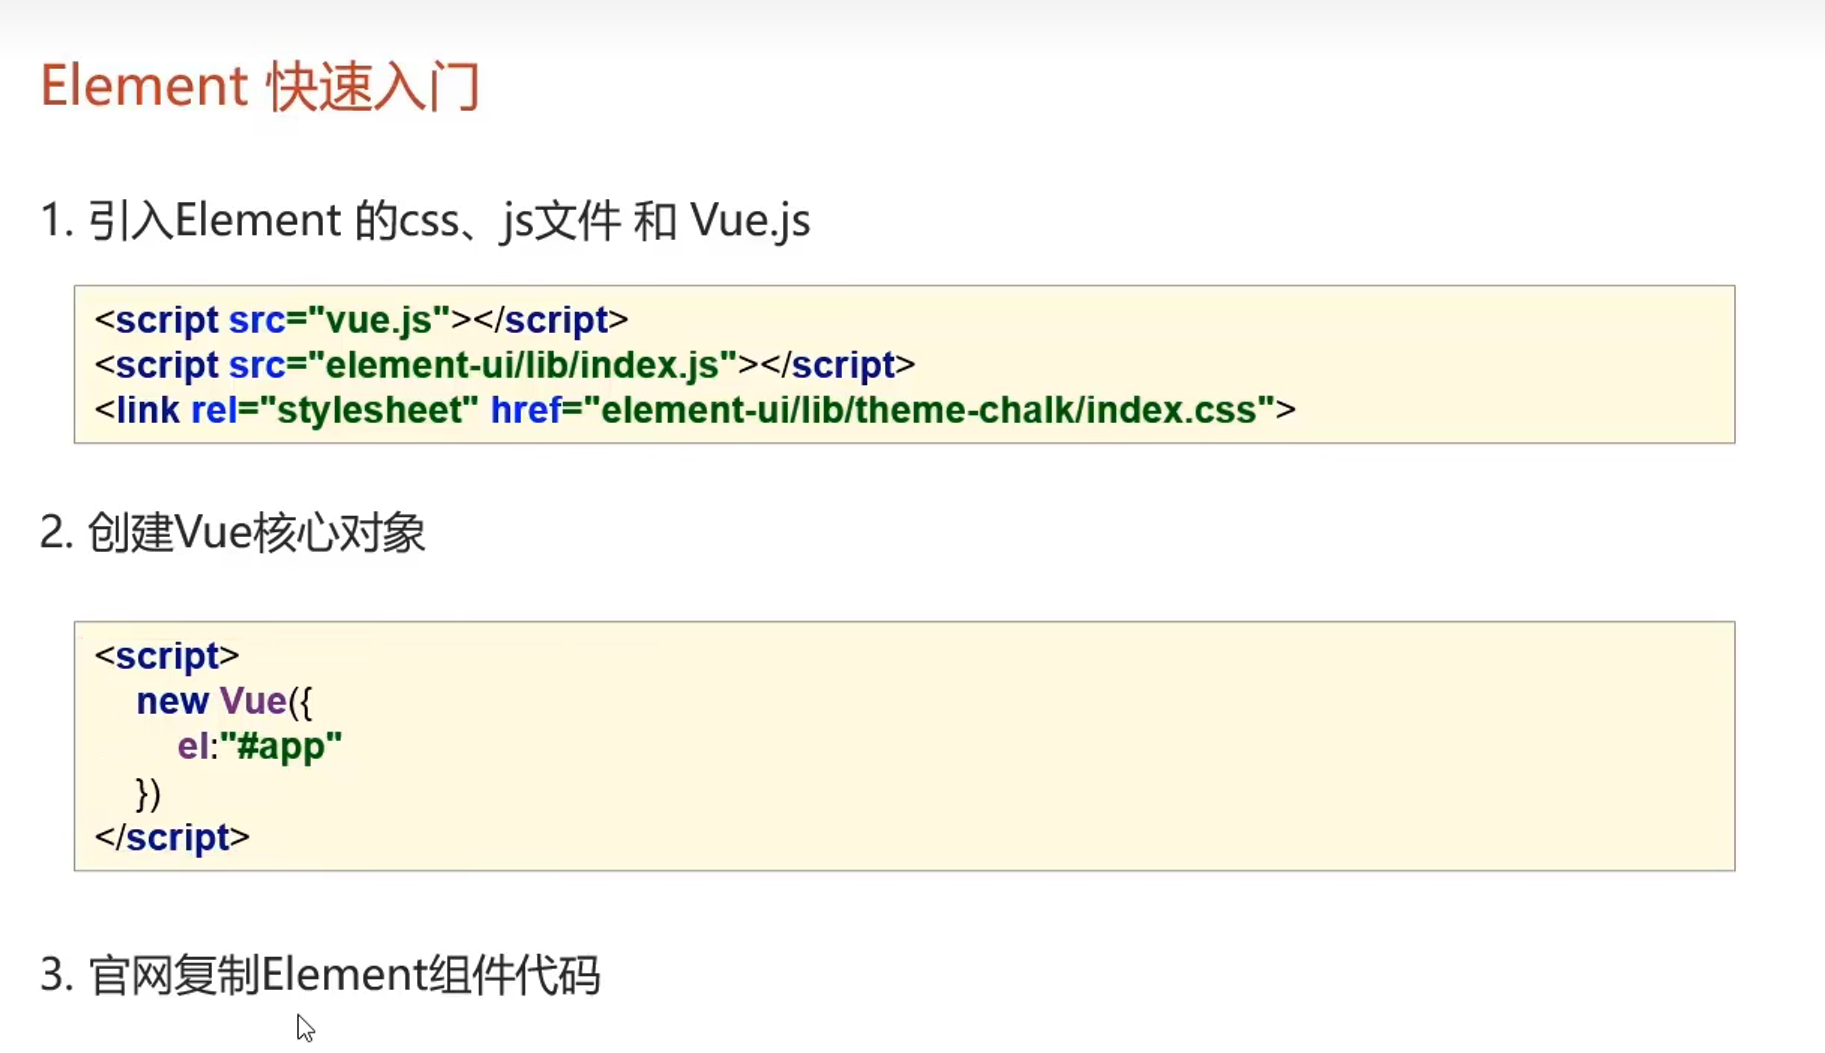 Element 快速入门
1. 引入Element 的css、js文件 和 Vue.js
<script src="vue.js"></script>
<script src="element-ui/lib/index.js"></script>
<link rel="stylesheet" href="element-ui/lib/theme-chalk/index.css">
2. 创建Vue核心对象
<script>
new Vue({
el:"#app"
})
</script>
3. 官网复制Element组件代码